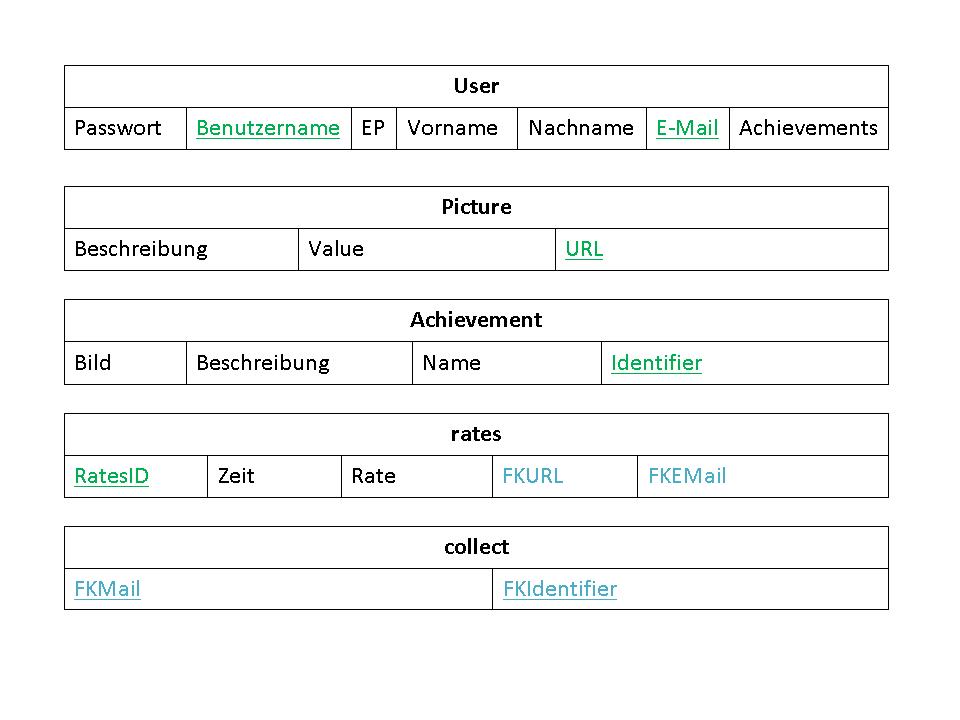 User
Passwort Benutzername EP Vorname Nachname E-Mail Achievements
Picture
Beschreibung Value URL
Achievement
Bild Beschreibung Name Identifier
rates
RatesID Zeit Rate FKURL FKEMail
collect
FKMail FKIdentifier